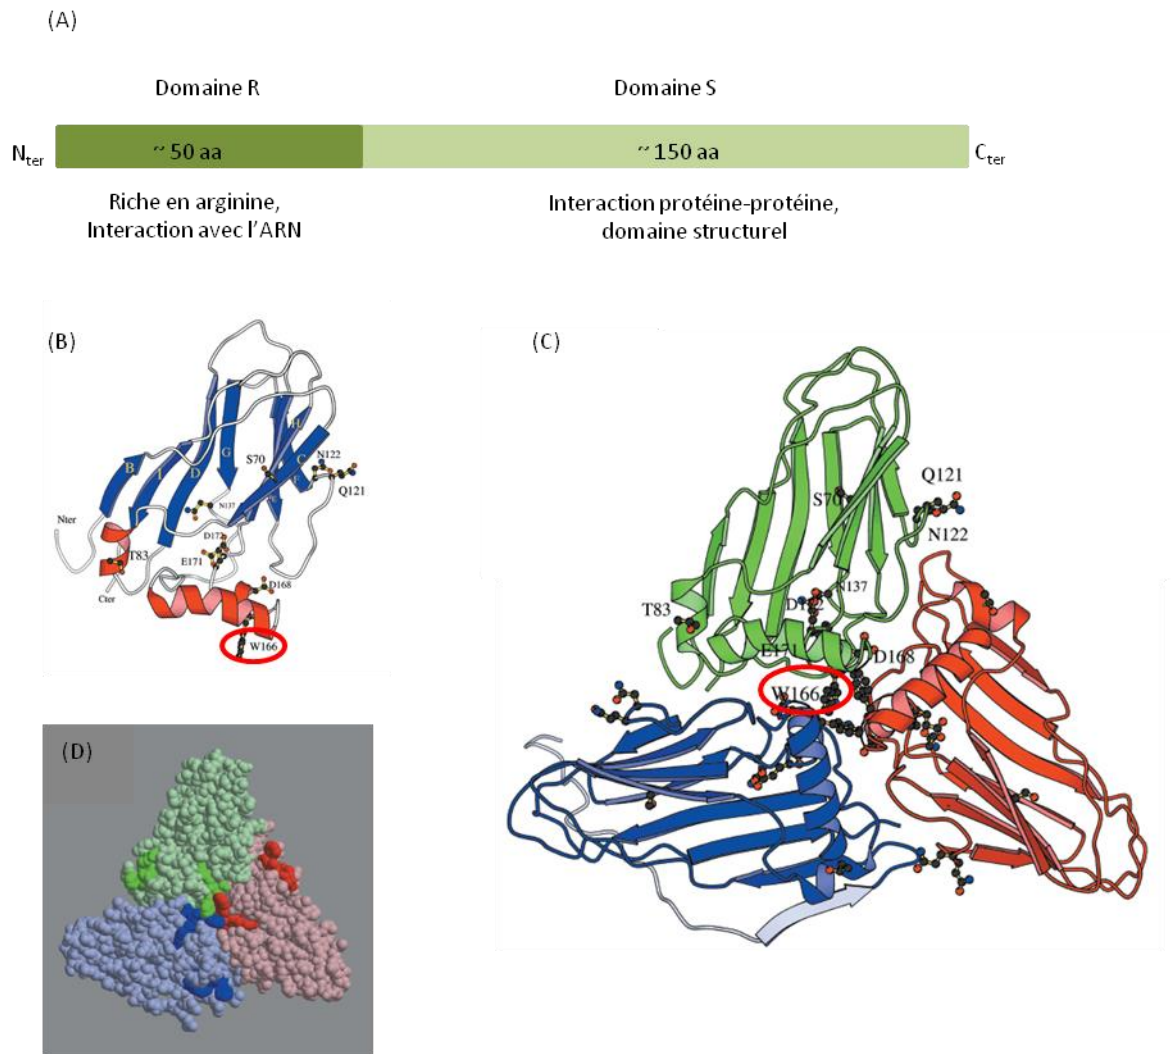 (A)
Domaine R
Domaine S
Nter
~ 50 aa
~ 150 aa
Cter
Riche en arginine,
Interaction avec l'ARN
Interaction protéine-protéine,
domaine structurel
(B)
B
I
D
G
H
C
F
E
S70
N122
Q121
N137
Nter
T83
D172
E171
Cter
D168
W166
(C)
S70
Q121
N122
N137
T83
E171
D168
W166
(D)